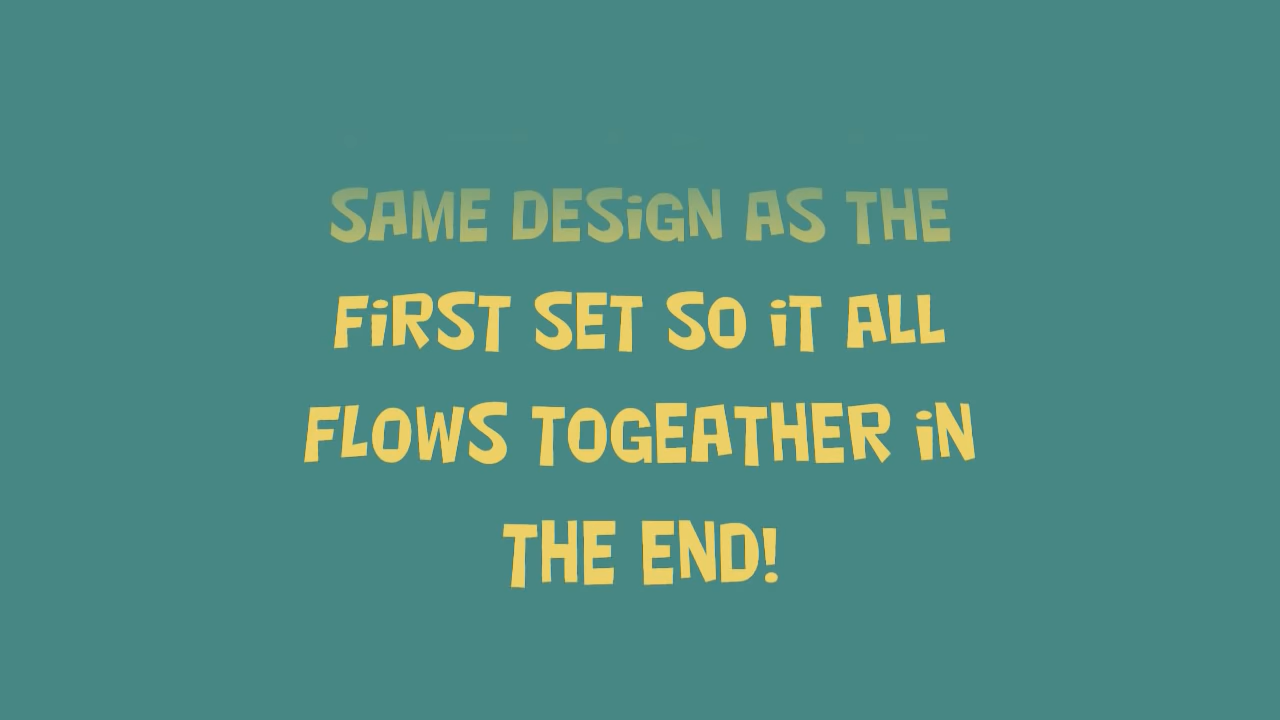 SAME DESiGN AS THE
FiRST SET SO iT ALL
FLOWS TOGEATHER iN
THE END!